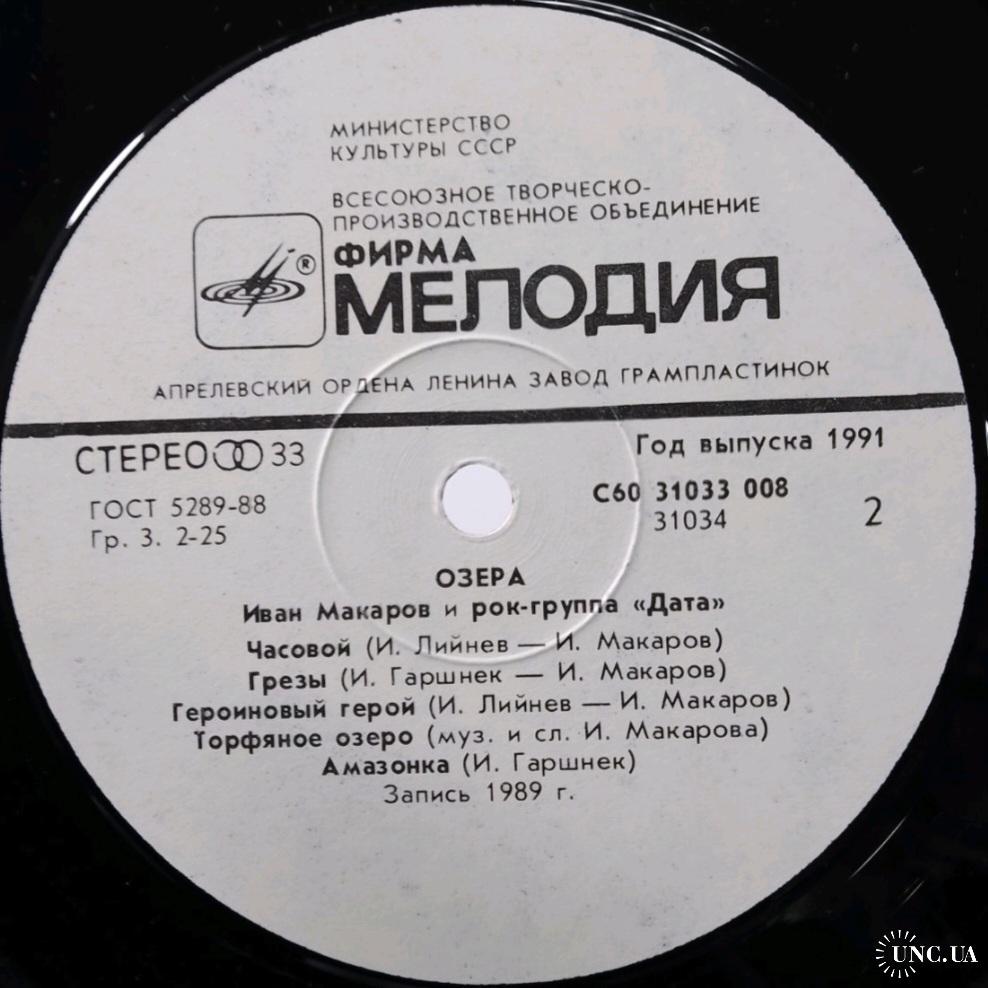 МИНИСТЕРСТВО
КУЛЬТУРЫ СССР
ВСЕСОЮЗНОЕ ТВОРЧЕСКО-
ПРОИЗВОДСТВЕННОЕ ОБЪЕДИНЕНИЕ
ФИРМА
МЕЛОДИЯ
®
АПРЕЛЕВСКИЙ ОРДЕНА ЛЕНИНА ЗАВОД ГРАМПЛАСТИНОК
СТЕРЕО 33
Год выпуска 1991
ГОСТ 5289-88
Гр. 3. 2-25
С60 31033 008
31034
2
ОЗЕРА
Иван Макаров и рок-группа «Дата»
Часовой (И. Лийнев — И. Макаров)
Грезы (И. Гаршнек — И. Макаров)
Героиновый герой (И. Лийнев — И. Макаров)
Торфяное озеро (муз. и сл. И. Макарова)
Амазонка (И. Гаршнек)
Запись 1989 г.
UNC.UA